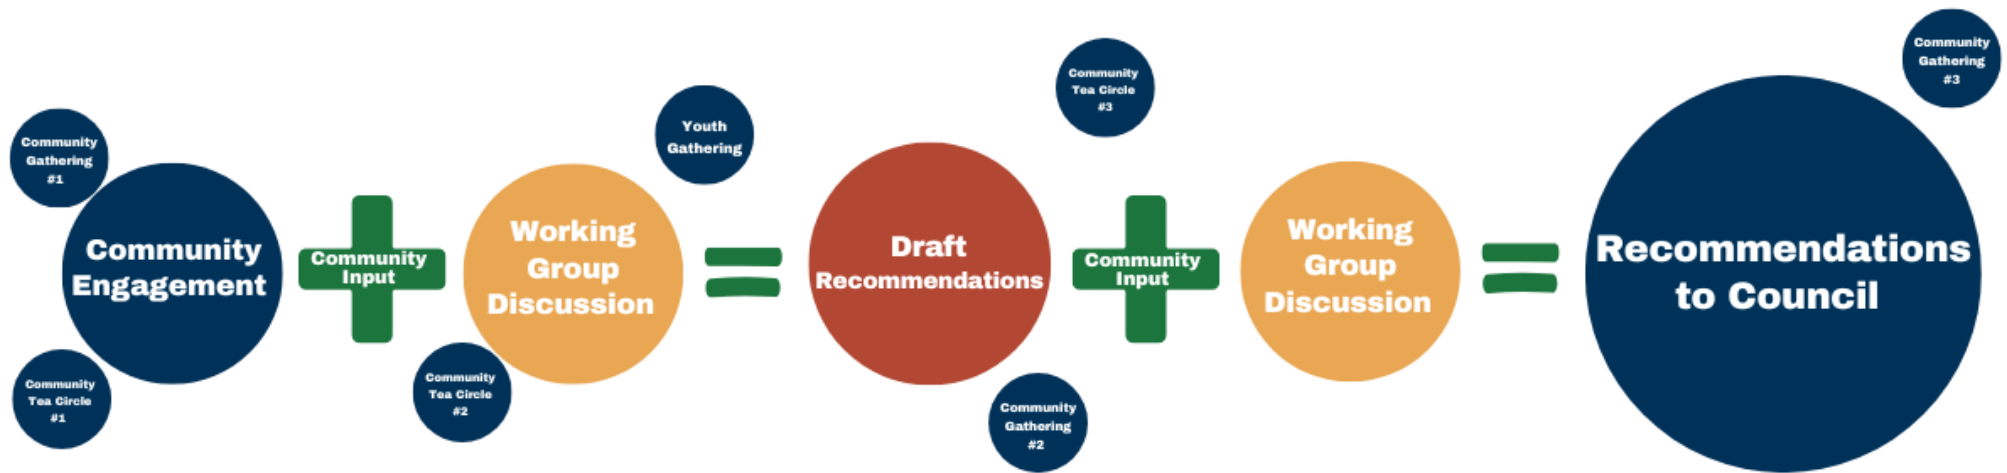 Community
Gathering
#1
Community
Engagement
Community
Tea Circle
#1
Community
Input
Working
Group
Discussion
Community
Tea Circle
#2
Youth
Gathering
Draft
Recommendations
Community
Gathering
#2
Community
Tea Circle
#3
Community
Input
Working
Group
Discussion
Recommendations
to Council
Community
Gathering
#3